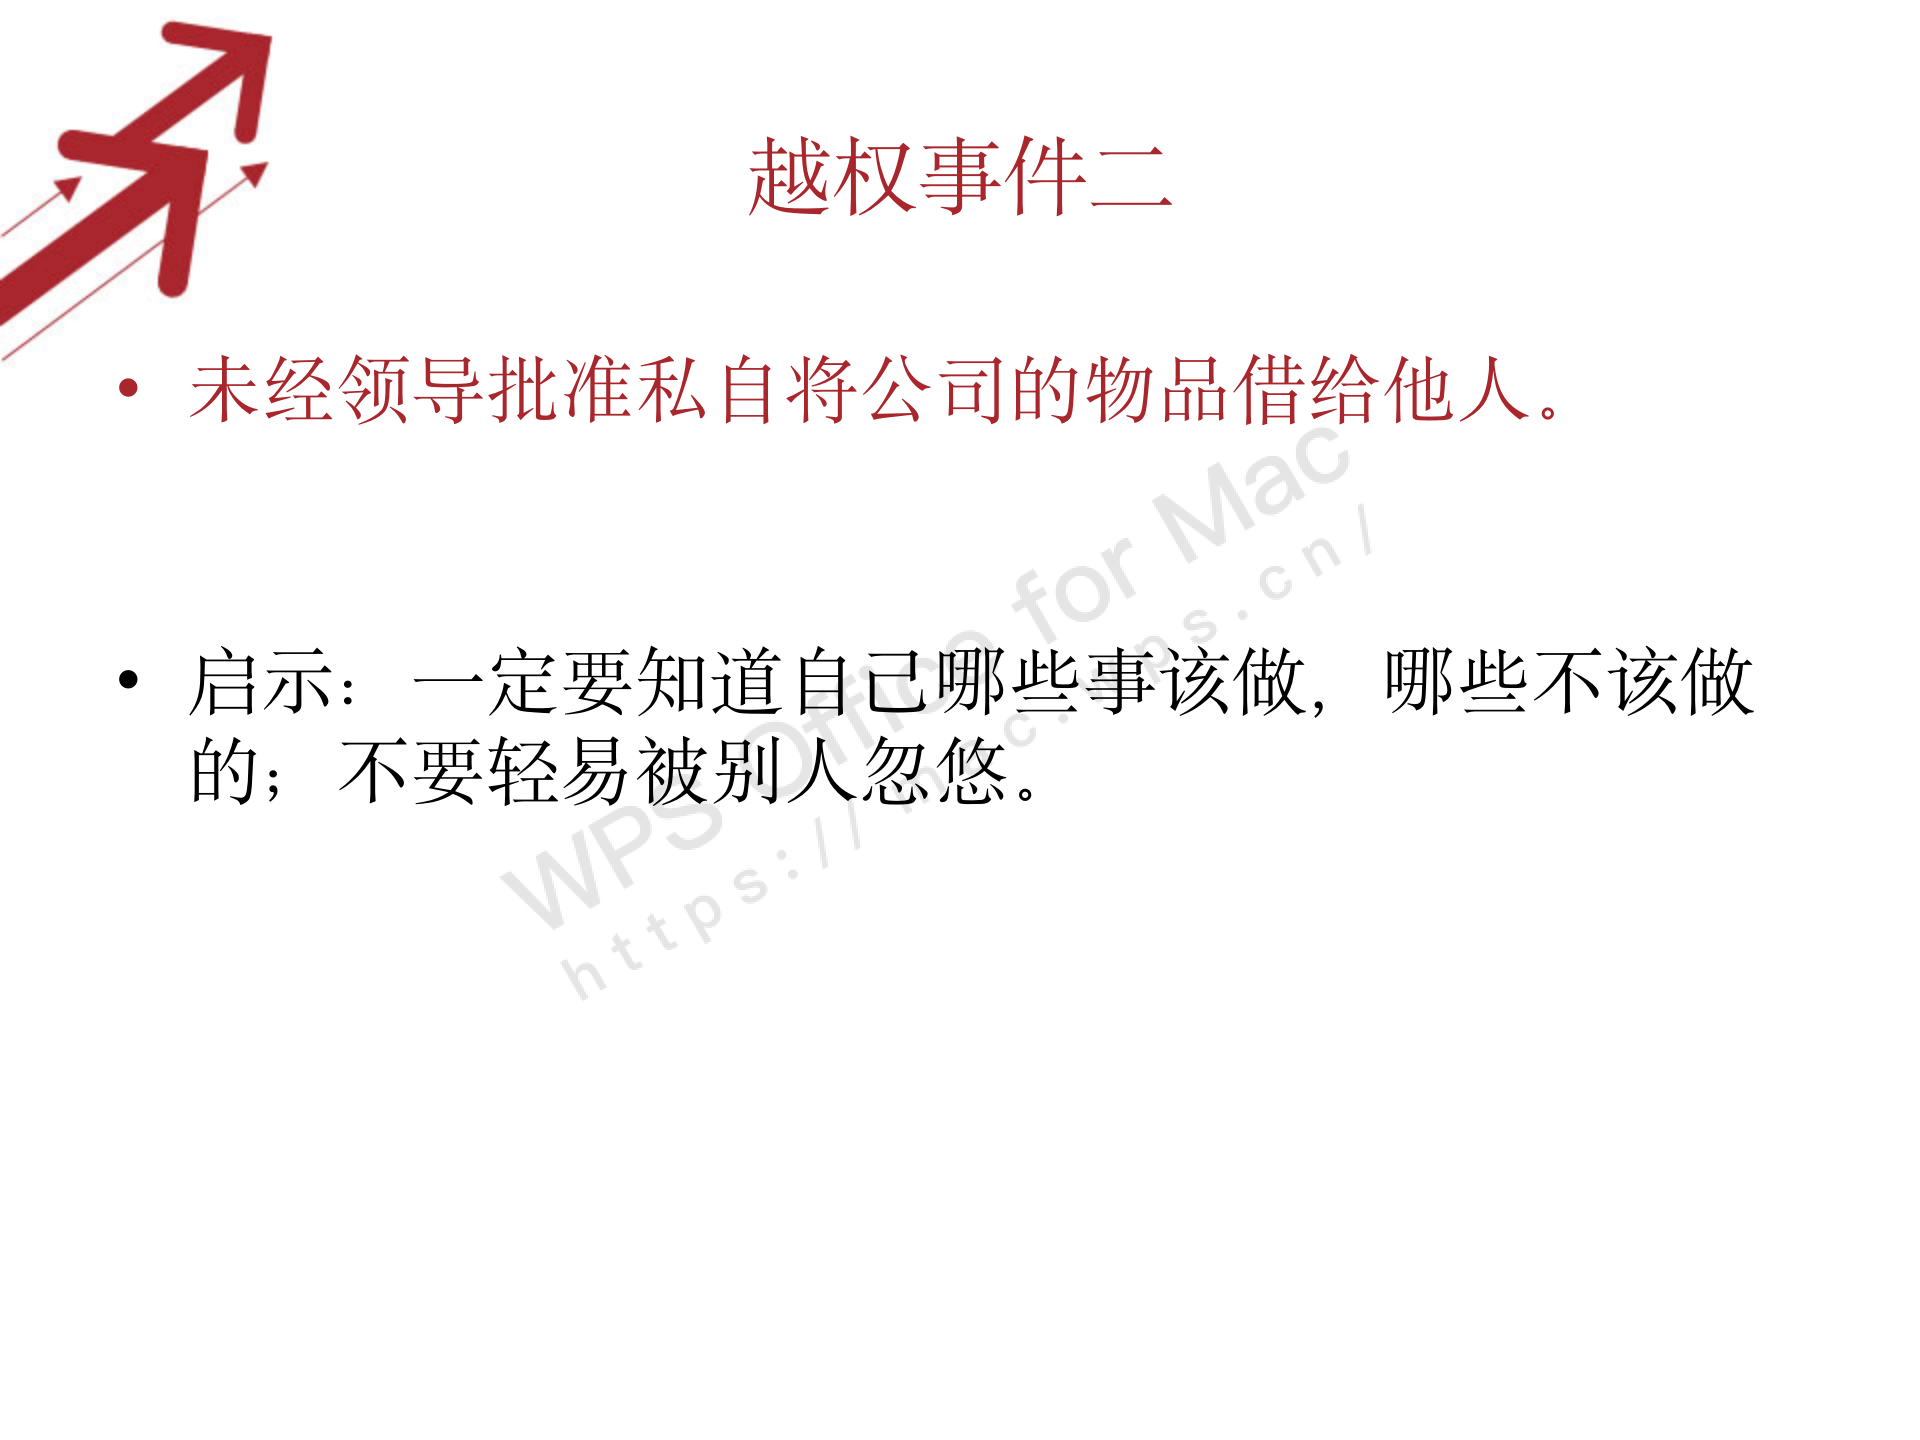 越权事件二
• 未经领导批准私自将公司的物品借给他人。
• 启示：一定要知道自己哪些事该做，哪些不该做
的；不要轻易被别人忽悠。
WPS Office for Mac
https://mac.wps.cn/